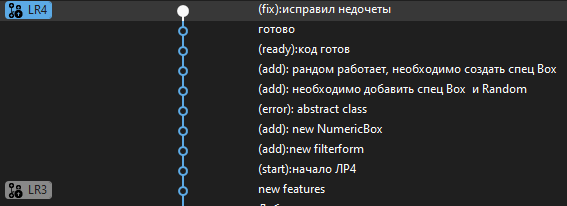 LR4 (fix):исправил недочеты
готово
(ready):код готов
(add): рандом работает, необходимо создать спец Box
(add): необходимо добавить спец Box и Random
(error): abstract class
(add): new NumericBox
(add):new filterform
(start):начало ЛР4
LR3 new features